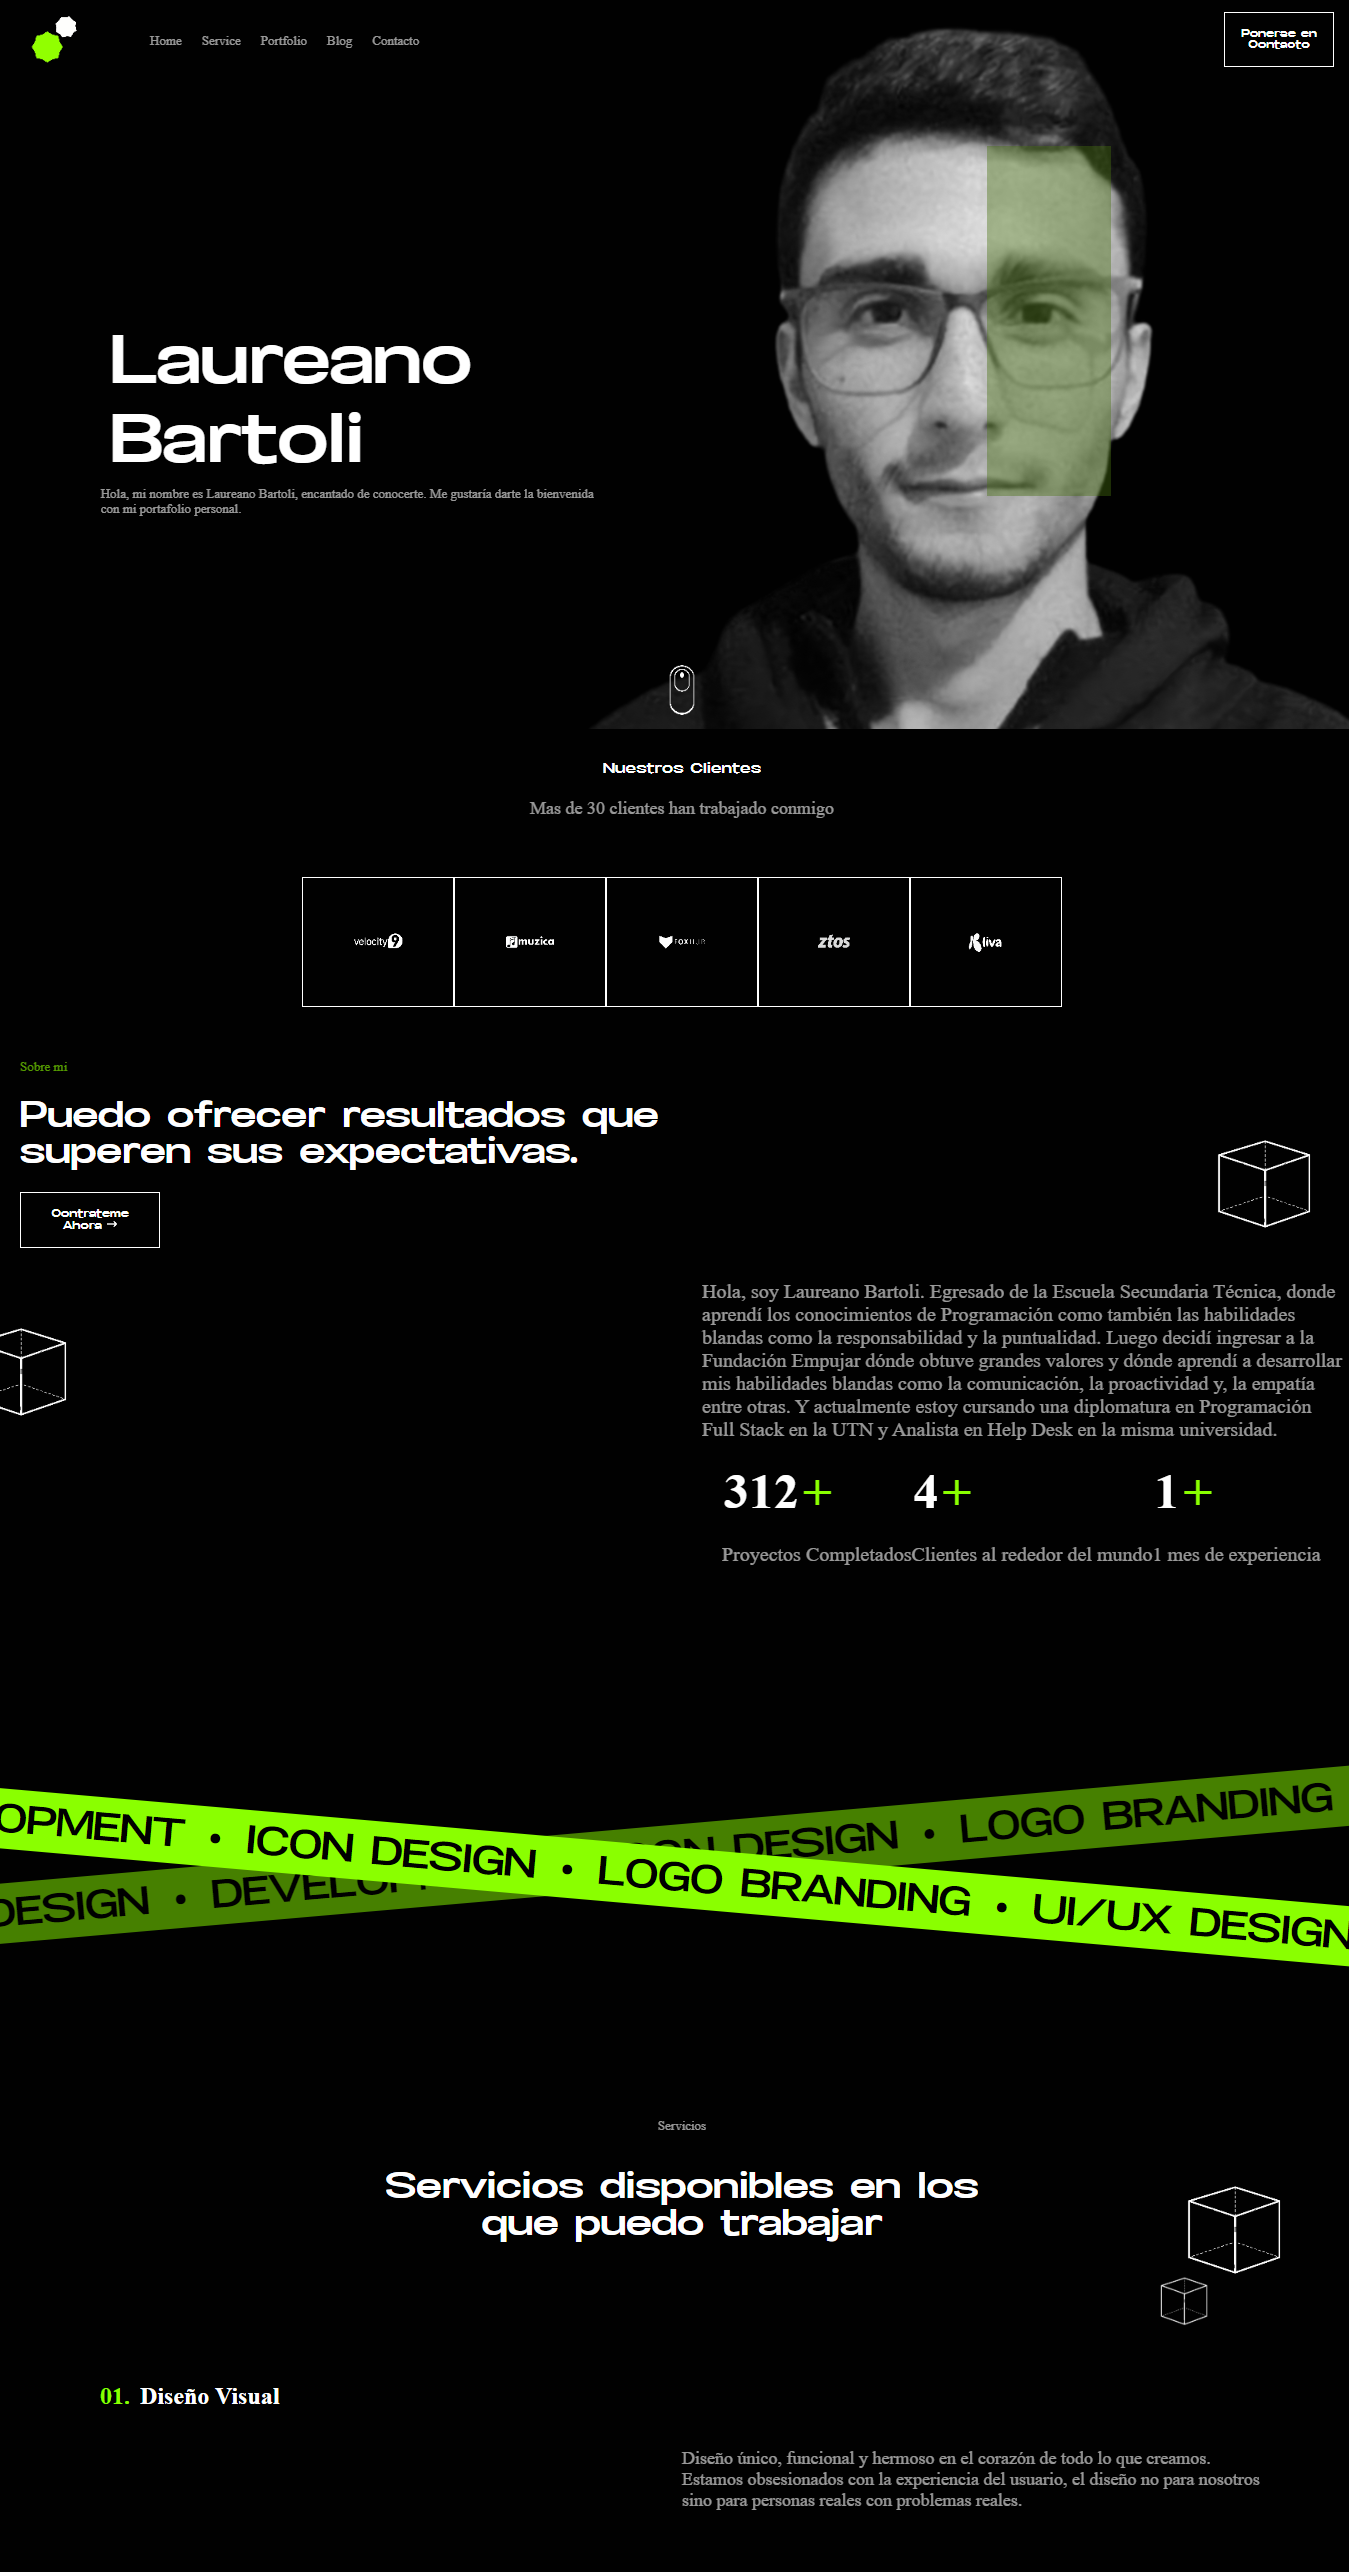 Home Service Portfolio Blog Contacto
Ponerse en
Contacto
Laureano
Bartoli
Hola, mi nombre es Laureano Bartoli, encantado de conocerte. Me gustaría darte la bienvenida
con mi portafolio personal.
Nuestros Clientes
Mas de 30 clientes han trabajado conmigo
velocity9 muzica ztos liva
Sobre mi
Puedo ofrecer resultados que
superen sus expectativas.
Contrateme
Ahora →
Hola, soy Laureano Bartoli. Egresado de la Escuela Secundaria Técnica, donde
aprendí los conocimientos de Programación como también las habilidades
blandas como la responsabilidad y la puntualidad. Luego decidí ingresar a la
Fundación Empujar dónde obtuve grandes valores y dónde aprendí a desarrollar
mis habilidades blandas como la comunicación, la proactividad y, la empatía
entre otras. Y actualmente estoy cursando una diplomatura en Programación
Full Stack en la UTN y Analista en Help Desk en la misma universidad.
312+ 4+ 1+
Proyectos Completados Clientes al rededor del mundo 1 mes de experiencia
OPMENT • ICON DESIGN • LOGO BRANDING • UI/UX DESIGN
DESIGN • DEVELOP ON DESIGN • LOGO BRANDING
Servicios
Servicios disponibles en los
que puedo trabajar
01. Diseño Visual
Diseño único, funcional y hermoso en el corazón de todo lo que creamos.
Estamos obsesionados con la experiencia del usuario, el diseño no para nosotros
sino para personas reales con problemas reales.